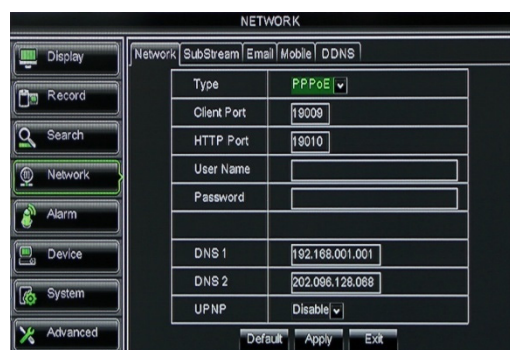 NETWORK
Display
Record
Search
Network
Alarm
Device
System
Advanced
Network SubStream Email Mobile DDNS
Type PPPoE
Client Port 19009
HTTP Port 19010
User Name
Password
DNS 1 192.168.001.001
DNS 2 202.096.128.068
UPNP Disable
Default Apply Exit